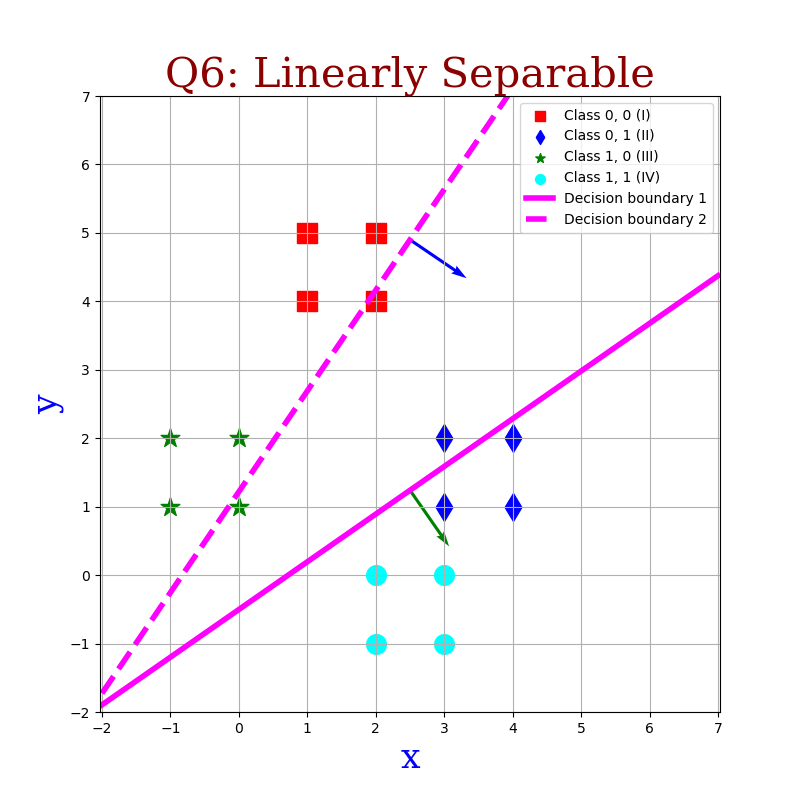 Q6: Linearly Separable
Class 0, 0 (I)
Class 0, 1 (II)
Class 1, 0 (III)
Class 1, 1 (IV)
Decision boundary 1
Decision boundary 2
7
6
5
4
3
2
1
0
−1
−2
y
−2 −1 0 1 2 3 4 5 6 7
x